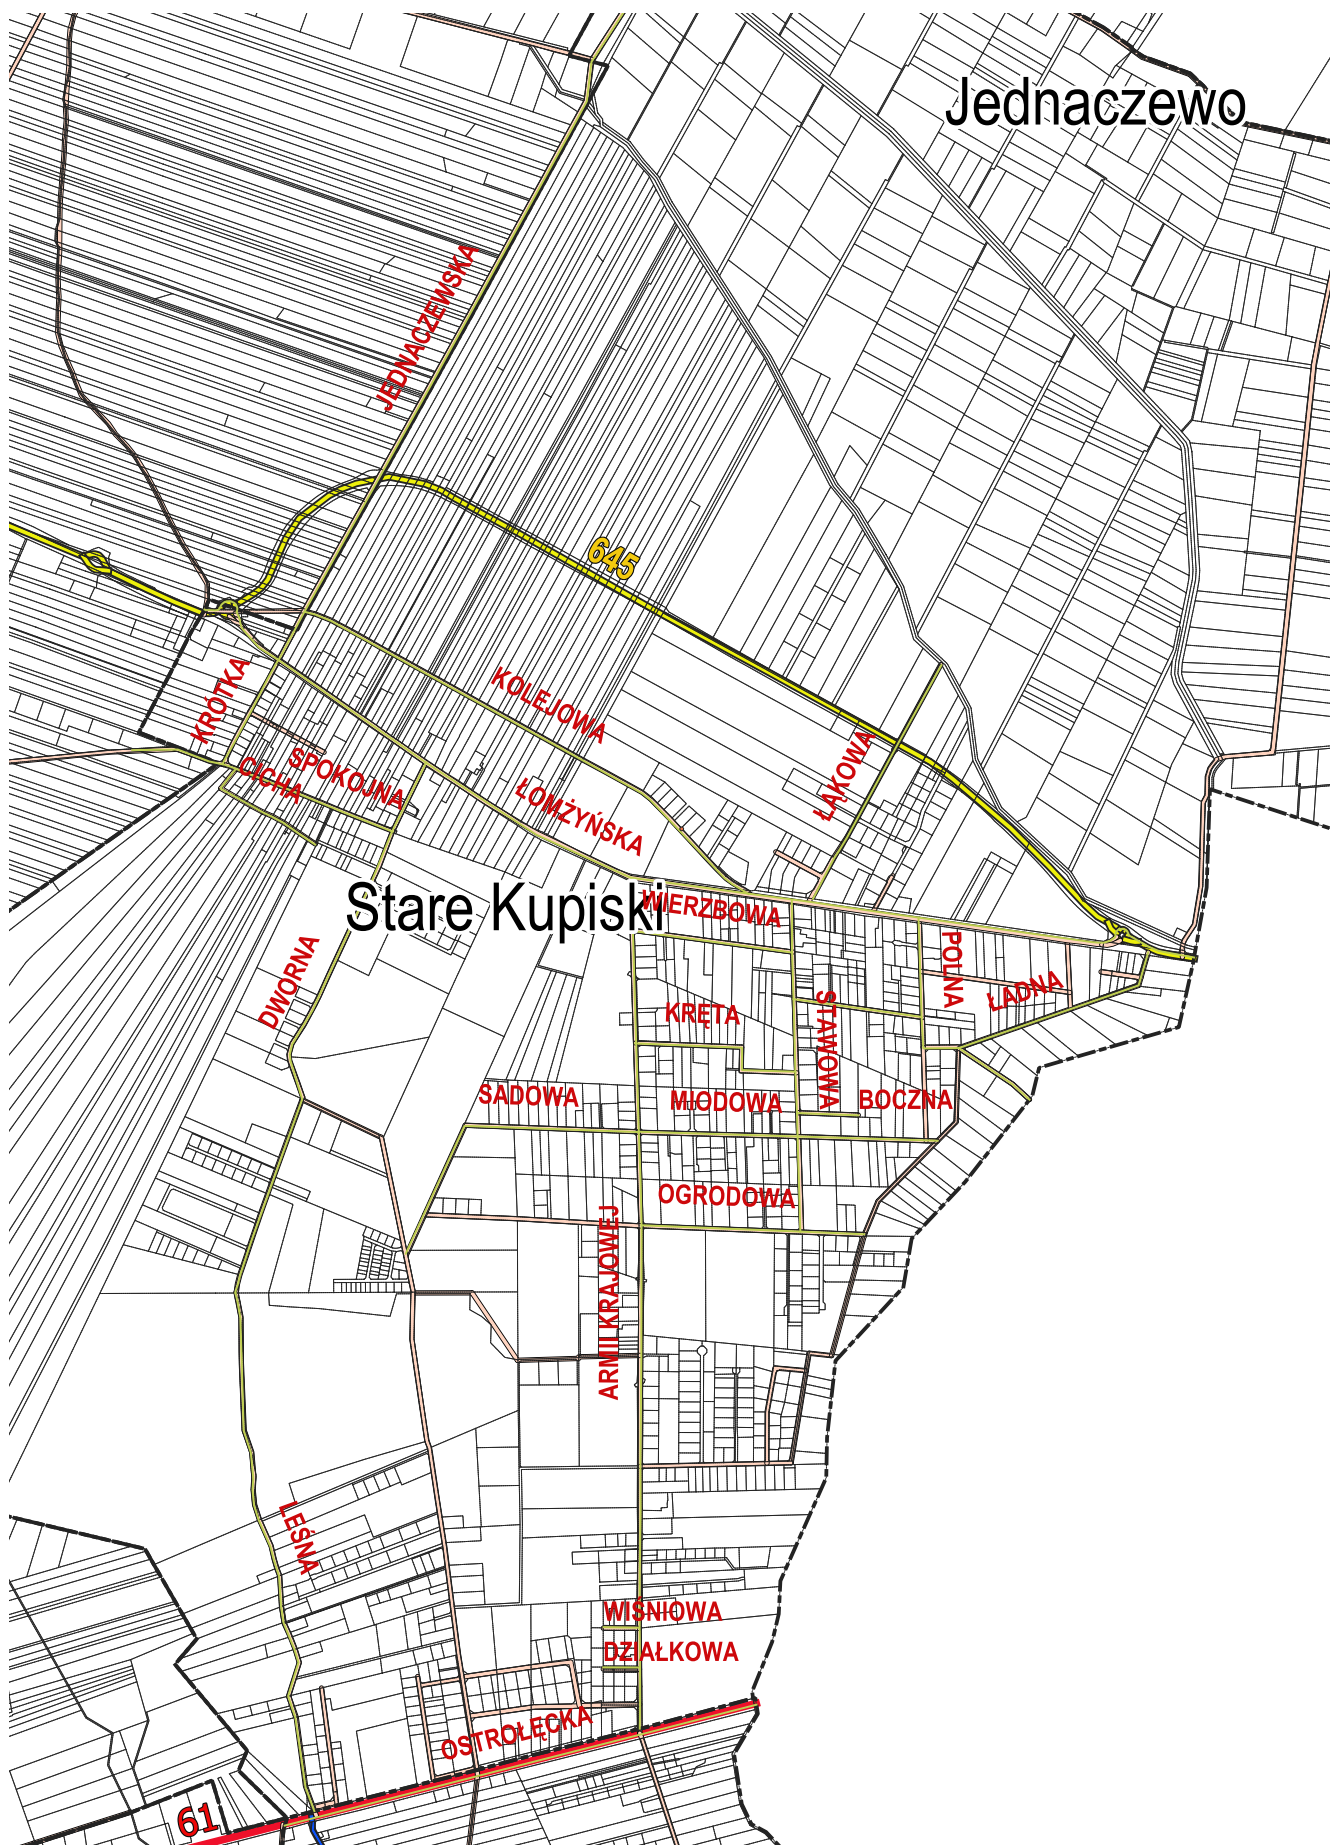 Jednaczewo
JEDNACZEWSKA
645
KRÓTKA
KOLEJOWA
SPOKOJNA
CICHA
ŁOMŻYŃSKA
ŁĄKOWA
Stare Kupiski
WIERZBOWA
DWORNA
POLNA
ŁADNA
KRĘTA
STAWOWA
SADOWA
MIODOWA
BOCZNA
OGRODOWA
ARMII KRAJOWEJ
LEŚNA
WIŚNIOWA
DZIAŁKOWA
OSTROŁĘCKA
61